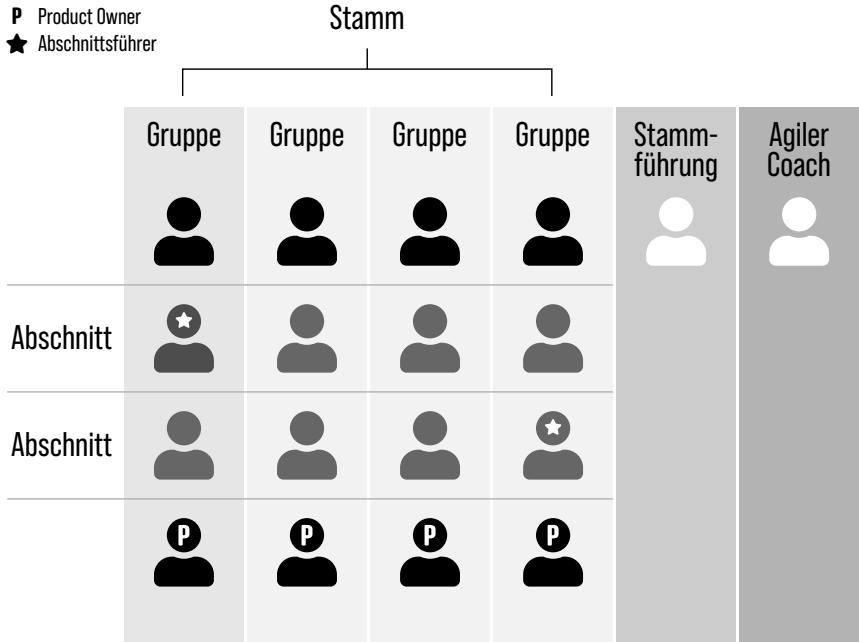 P Product Owner
Abschnittsführer
Stamm
Gruppe
Gruppe
Gruppe
Gruppe
Stamm-
führung
Agiler
Coach
Abschnitt
Abschnitt
P
P
P
P